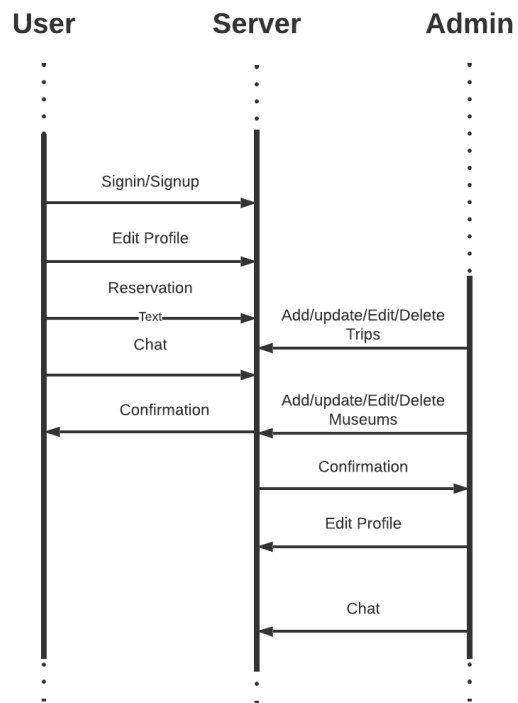 User Server Admin
Signin/Signup
Edit Profile
Reservation
Text
Add/update/Edit/Delete
Trips
Chat
Confirmation
Add/update/Edit/Delete
Museums
Confirmation
Edit Profile
Chat